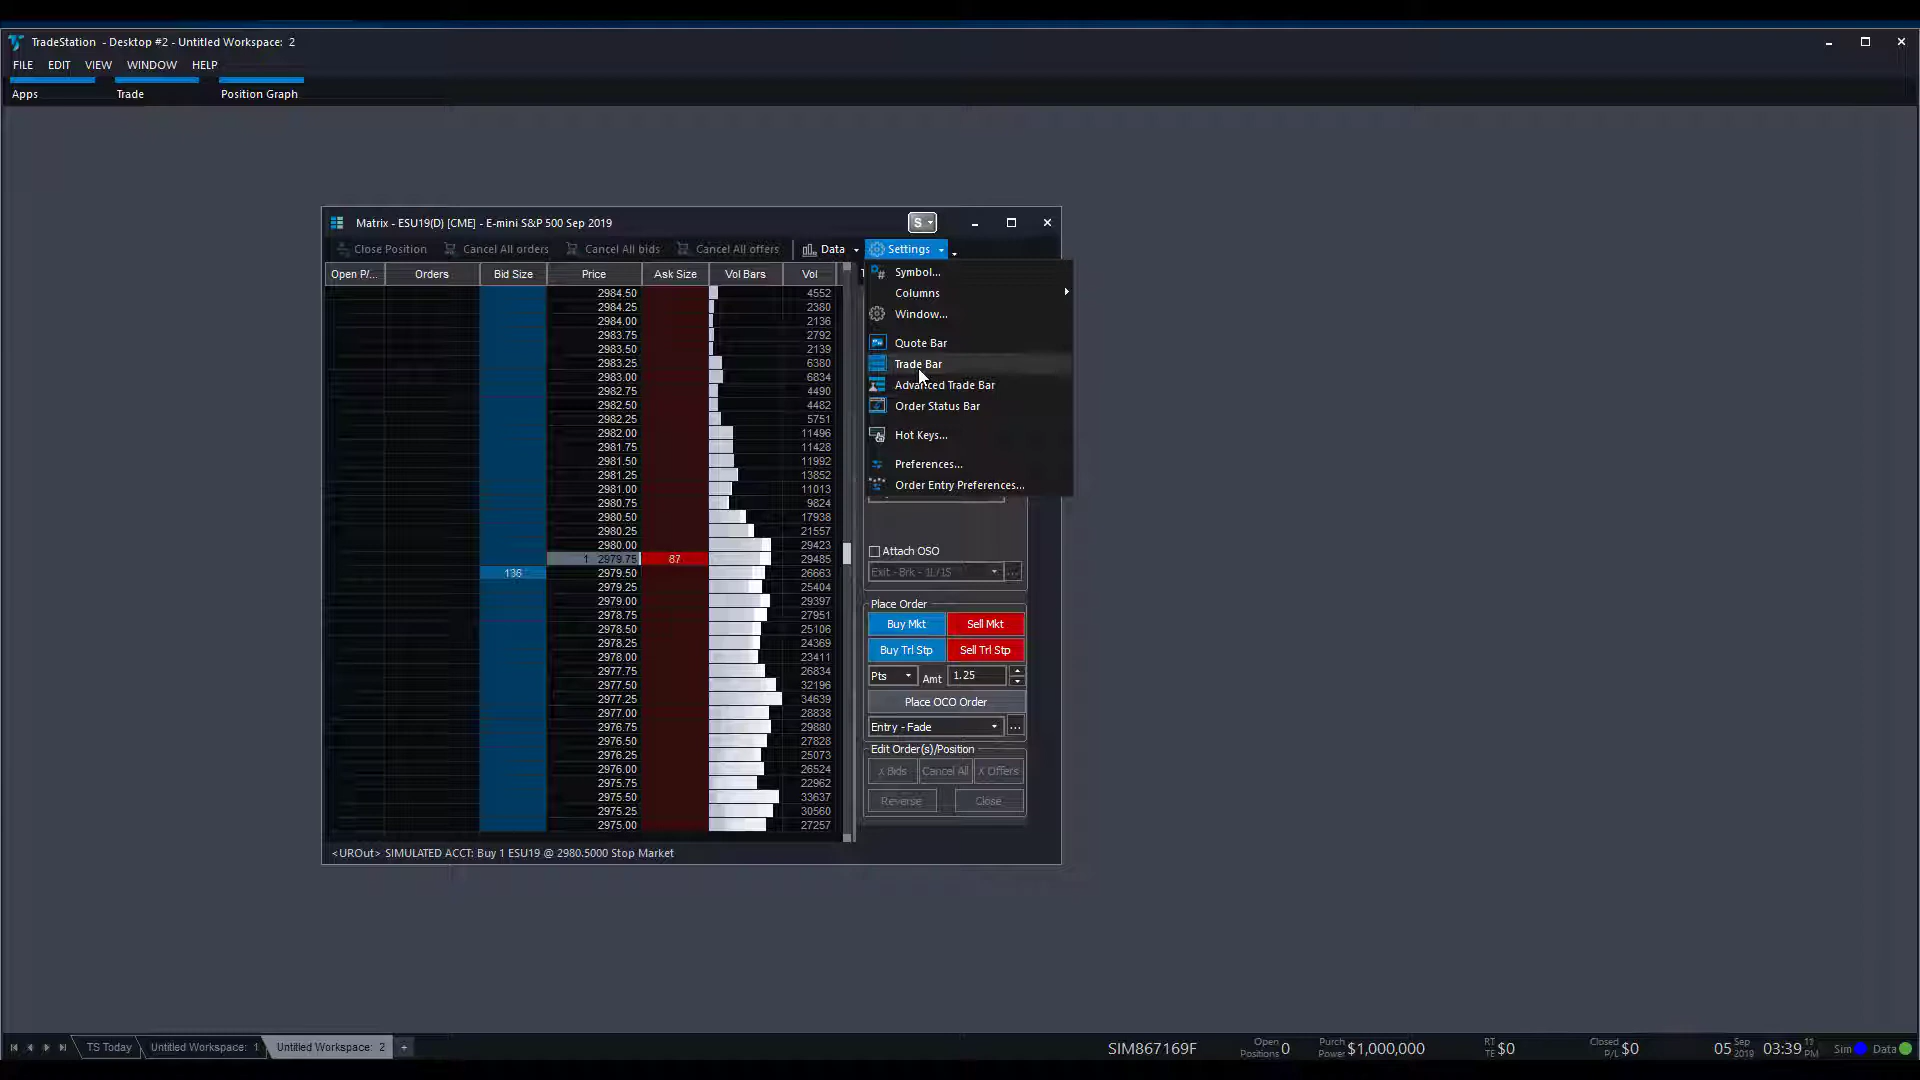 TradeStation - Desktop #2 - Untitled Workspace: 2
FILE EDIT VIEW WINDOW HELP
Apps Trade Position Graph
Matrix - ESU19(D) [CME] - E-mini S&P 500 Sep 2019 S
Close Position Cancel All orders Cancel All bids Cancel All offers Data Settings
Open P/... Orders Bid Size Price Ask Size Vol Bars Vol
2984.50 4552
2984.25 2380
2984.00 2136
2983.75 2792
2983.50 2139
2983.25 6380
2983.00 6834
2982.75 4490
2982.50 4482
2982.25 5751
2982.00 11496
2981.75 11428
2981.50 11992
2981.25 13852
2981.00 11013
2980.75 9824
2980.50 17938
2980.25 21557
2980.00 29423
1 2979.75 87 29485
136 2979.50 26663
2979.25 25404
2979.00 29397
2978.75 27951
2978.50 25106
2978.25 24369
2978.00 23411
2977.75 26834
2977.50 32196
2977.25 34639
2977.00 28838
2976.75 29880
2976.50 27828
2976.25 25073
2976.00 26524
2975.75 22962
2975.50 33637
2975.25 30560
2975.00 27257
Symbol...
Columns
Window...
Quote Bar
Trade Bar
Advanced Trade Bar
Order Status Bar
Hot Keys...
Preferences...
Order Entry Preferences...
Attach OSO
Exit - Brk - 1L/1S ...
Place Order
Buy Mkt Sell Mkt
Buy Trl Stp Sell Trl Stp
Pts Amt 1.25
Place OCO Order
Entry - Fade ...
Edit Order(s)/Position
X Bids Cancel All X Offers
Reverse Close
<UROut> SIMULATED ACCT: Buy 1 ESU19 @ 2980.5000 Stop Market
TS Today Untitled Workspace: 1 Untitled Workspace: 2 +
SIM867169F Open Positions 0 Purch Power $1,000,000 RT TE $0 Closed P/L $0 05 Sep 2019 03:39 11 PM Sim Data